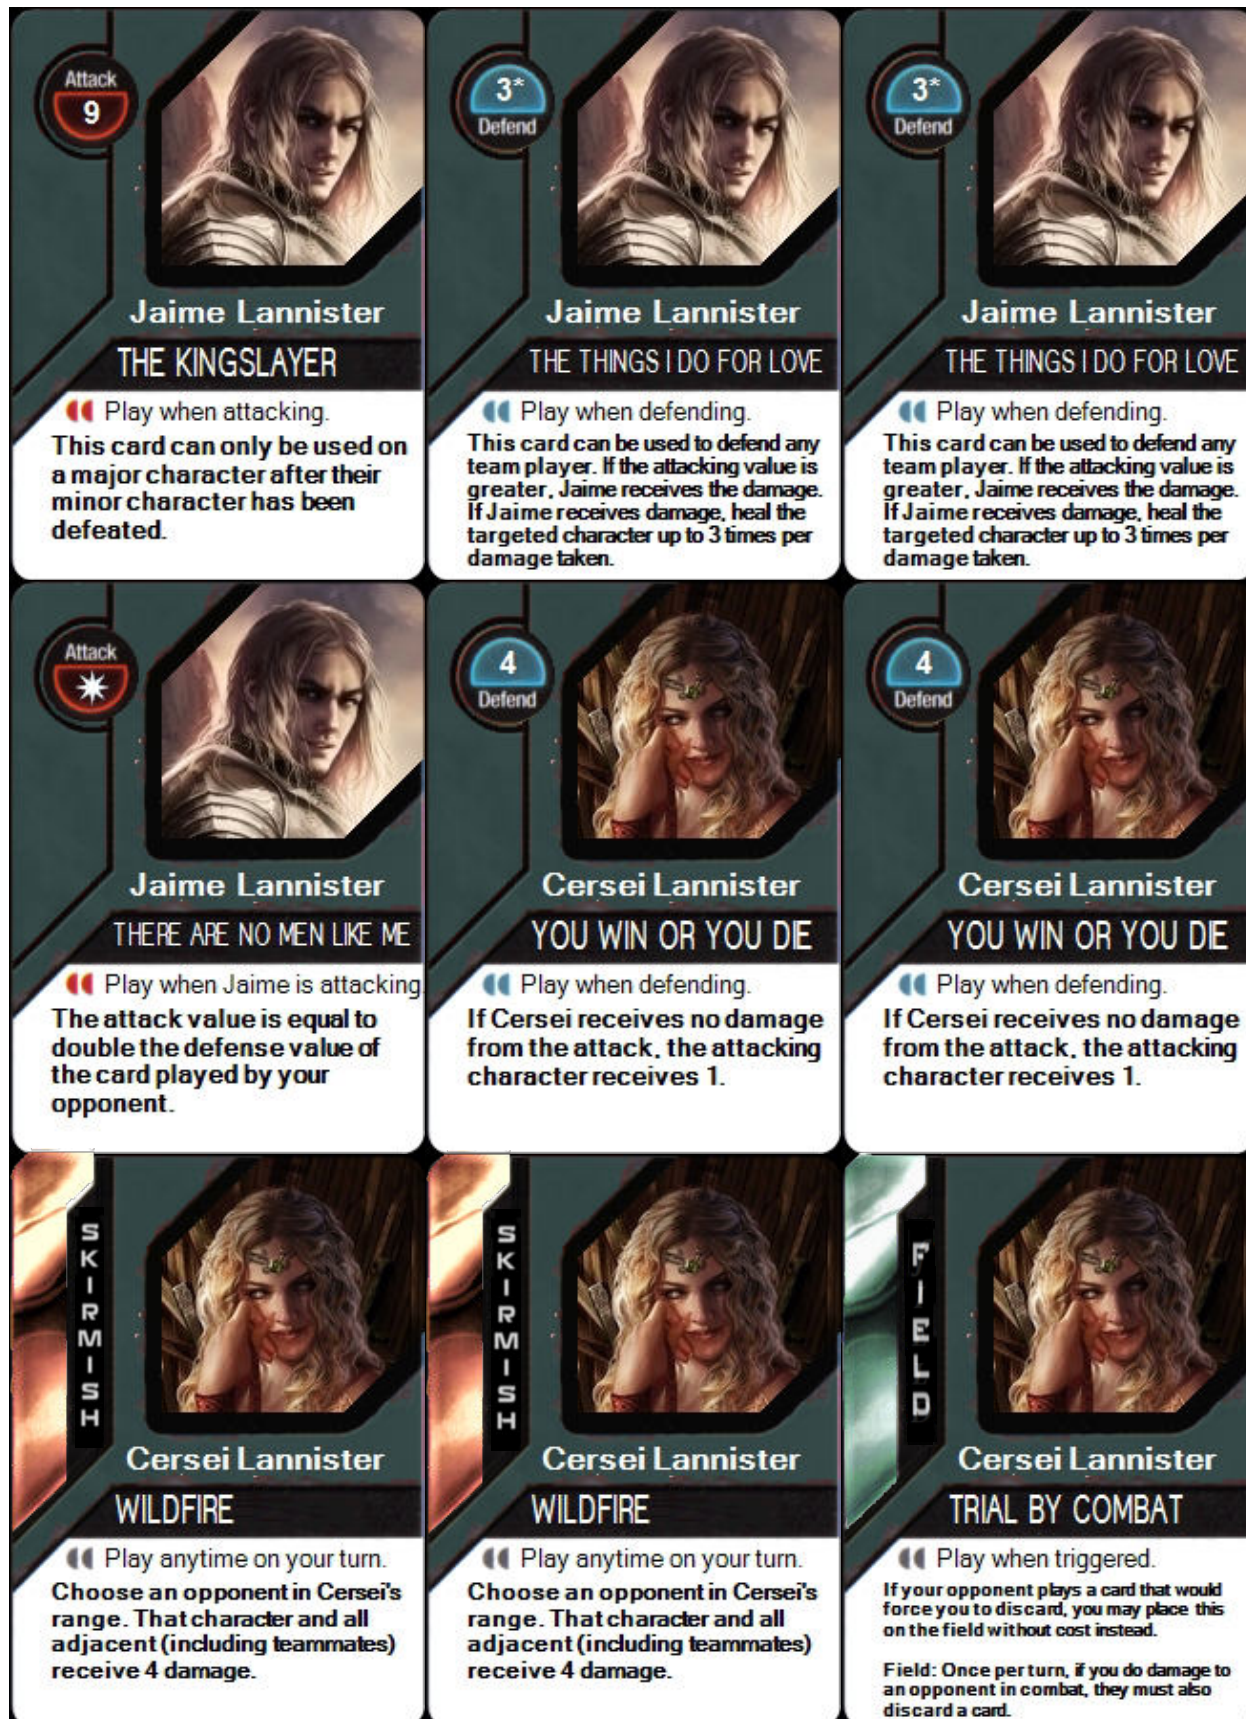 Attack
9
Jaime Lannister
THE KINGSLAYER
Play when attacking.
This card can only be used on
a major character after their
minor character has been
defeated.
3*
Defend
Jaime Lannister
THE THINGS I DO FOR LOVE
Play when defending.
This card can be used to defend any
team player. If the attacking value is
greater, Jaime receives the damage.
If Jaime receives damage, heal the
targeted character up to 3 times per
damage taken.
3*
Defend
Jaime Lannister
THE THINGS I DO FOR LOVE
Play when defending.
This card can be used to defend any
team player. If the attacking value is
greater, Jaime receives the damage.
If Jaime receives damage, heal the
targeted character up to 3 times per
damage taken.
Attack
Jaime Lannister
THERE ARE NO MEN LIKE ME
Play when Jaime is attacking.
The attack value is equal to
double the defense value of
the card played by your
opponent.
4
Defend
Cersei Lannister
YOU WIN OR YOU DIE
Play when defending.
If Cersei receives no damage
from the attack, the attacking
character receives 1.
4
Defend
Cersei Lannister
YOU WIN OR YOU DIE
Play when defending.
If Cersei receives no damage
from the attack, the attacking
character receives 1.
SKIRMISH
Cersei Lannister
WILDFIRE
Play anytime on your turn.
Choose an opponent in Cersei's
range. That character and all
adjacent (including teammates)
receive 4 damage.
SKIRMISH
Cersei Lannister
WILDFIRE
Play anytime on your turn.
Choose an opponent in Cersei's
range. That character and all
adjacent (including teammates)
receive 4 damage.
FIELD
Cersei Lannister
TRIAL BY COMBAT
Play when triggered.
If your opponent plays a card that would
force you to discard, you may place this
on the field without cost instead.
Field: Once per turn, if you do damage to
an opponent in combat, they must also
discard a card.